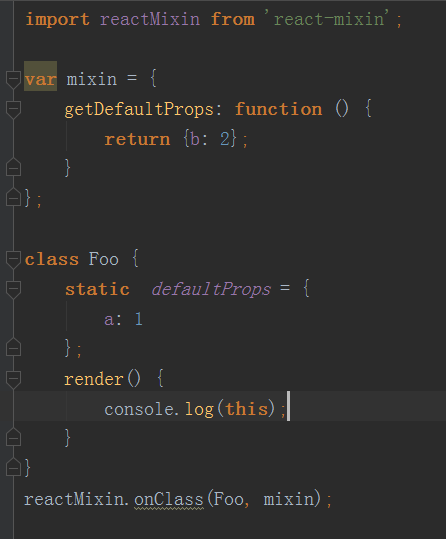 import reactMixin from 'react-mixin';
var mixin = {
getDefaultProps: function () {
return {b: 2};
}
};
class Foo {
static  defaultProps = {
a: 1
};
render() {
console.log(this);
}
}
reactMixin.onClass(Foo, mixin);